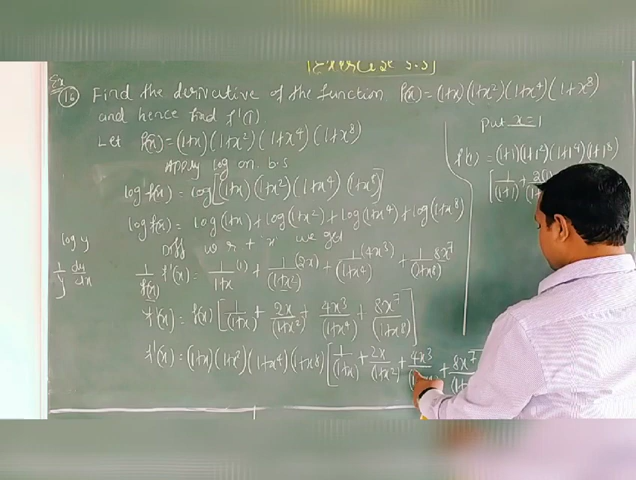 Exercise 5.5
Ex
16 Find the derivative of the function f(x) = (1+x)(1+x²)(1+x⁴)(1+x⁸)
and hence find f'(1)
Let f(x) = (1+x)(1+x²)(1+x⁴)(1+x⁸)
Apply log on b.s
log f(x) = log[(1+x)(1+x²)(1+x⁴)(1+x⁸)]
log f(x) = log(1+x) + log(1+x²) + log(1+x⁴) + log(1+x⁸)
Diff w r t x we get
1/f(x) f'(x) = 1/1+x (1) + 1/(1+x²) (2x) + 1/(1+x⁴) (4x³) + 1/(1+x⁸) 8x⁷
f'(x) = f(x) [1/(1+x) + 2x/(1+x²) + 4x³/(1+x⁴) + 8x⁷/(1+x⁸)]
f'(x) = (1+x)(1+x²)(1+x⁴)(1+x⁸) [1/(1+x) + 2x/(1+x²) + 4x³ + 8x⁷
log y
1/y dy/dx
Put x=1
f'(1) = (1+1)(1+1²)(1+1⁴)(1+1⁸)
[1/(1+1) +